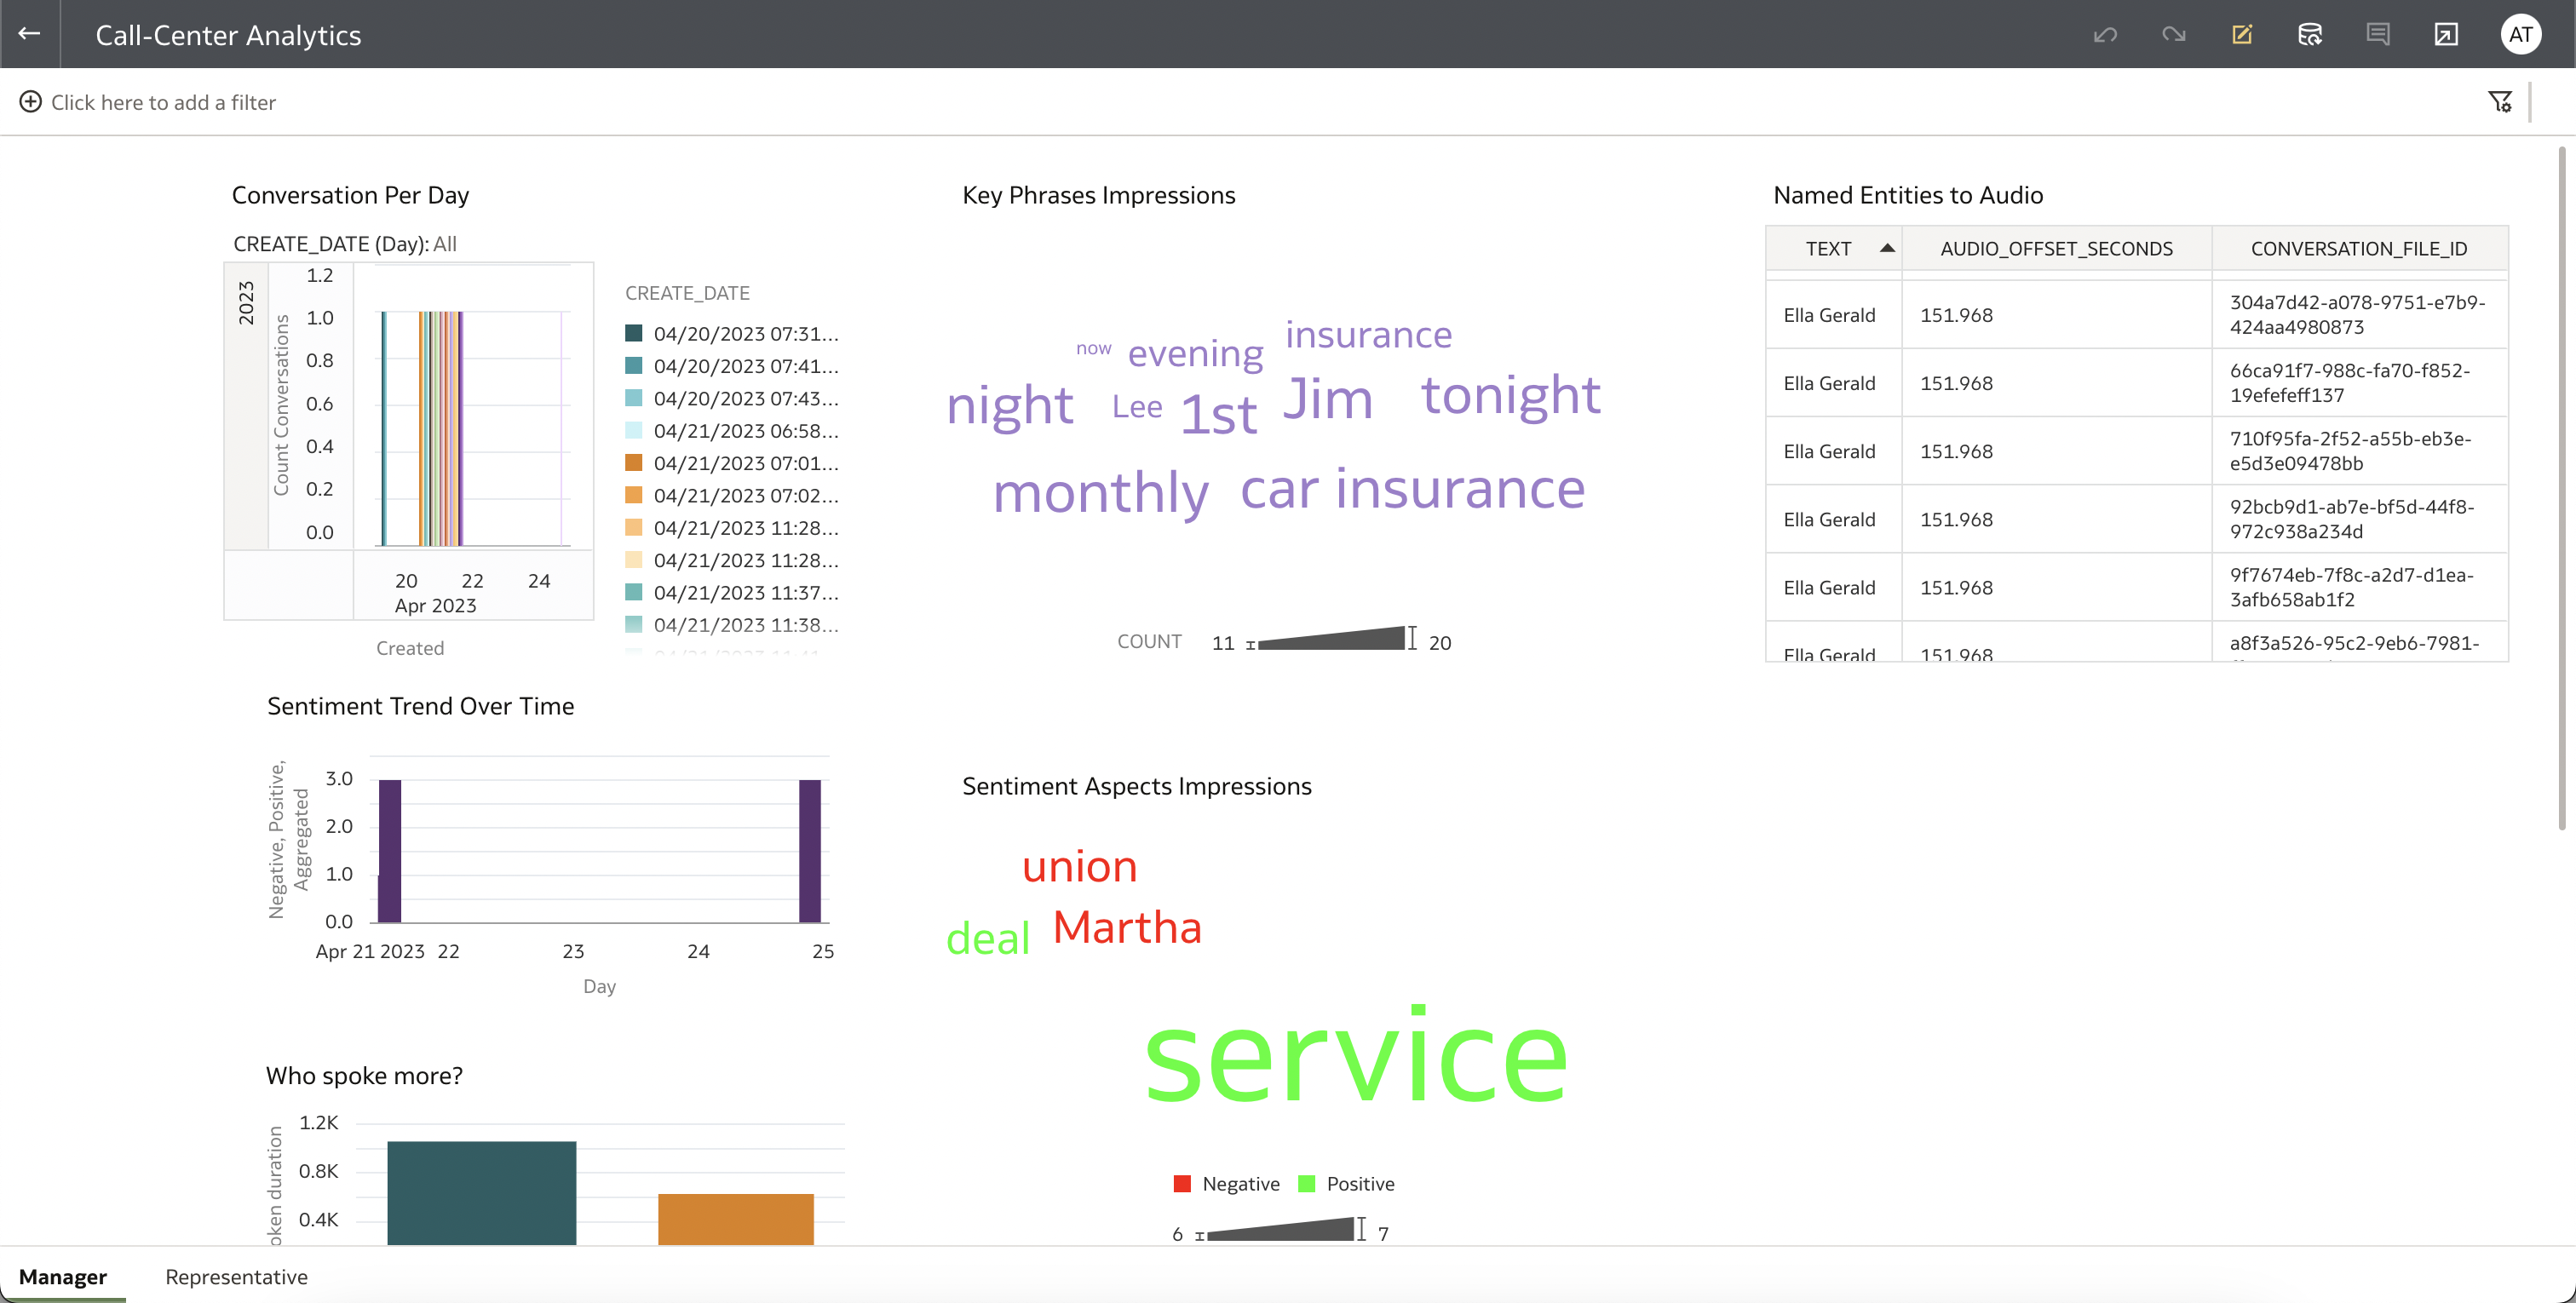 Call-Center Analytics
AT
Click here to add a filter
Conversation Per Day
CREATE_DATE (Day): All
2023
Count Conversations
1.2
1.0
0.8
0.6
0.4
0.2
0.0
20
22
24
Apr 2023
Created
CREATE_DATE
04/20/2023 07:31...
04/20/2023 07:41...
04/20/2023 07:43...
04/21/2023 06:58...
04/21/2023 07:01...
04/21/2023 07:02...
04/21/2023 11:28...
04/21/2023 11:28...
04/21/2023 11:37...
04/21/2023 11:38...
Key Phrases Impressions
now evening insurance
night Lee 1st Jim tonight
monthly car insurance
COUNT 11 20
Named Entities to Audio
TEXT AUDIO_OFFSET_SECONDS CONVERSATION_FILE_ID
Ella Gerald 151.968 304a7d42-a078-9751-e7b9-
424aa4980873
Ella Gerald 151.968 66ca91f7-988c-fa70-f852-
19efefeff137
Ella Gerald 151.968 710f95fa-2f52-a55b-eb3e-
e5d3e09478bb
Ella Gerald 151.968 92bcb9d1-ab7e-bf5d-44f8-
972c938a234d
Ella Gerald 151.968 9f7674eb-7f8c-a2d7-d1ea-
3afb658ab1f2
Ella Gerald 151.968 a8f3a526-95c2-9eb6-7981-
Sentiment Trend Over Time
Negative, Positive,
Aggregated
3.0
2.0
1.0
0.0
Apr 21 2023 22 23 24 25
Day
Sentiment Aspects Impressions
union
deal Martha
service
Negative Positive
6 7
Who spoke more?
oken duration
1.2K
0.8K
0.4K
Manager Representative